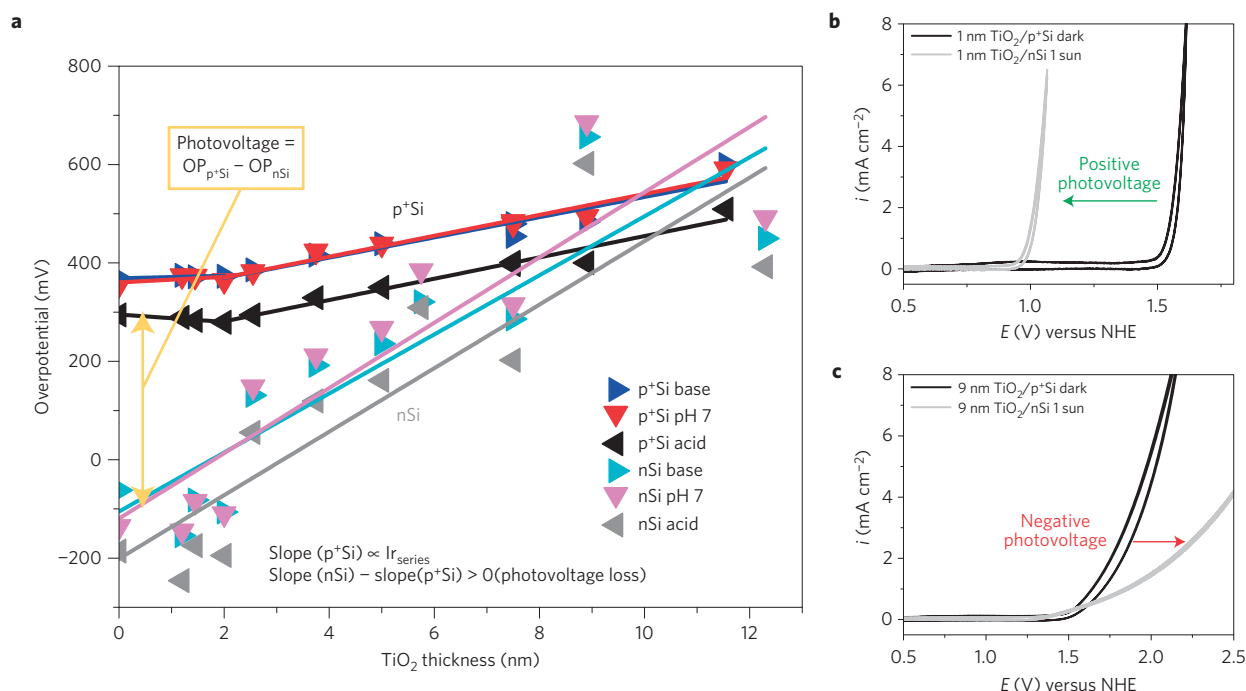 a
800
600
400
200
0
−200
Overpotential (mV)
0
2
4
6
8
10
12
TiO2 thickness (nm)
Photovoltage =
OPp+Si − OPnSi
p+Si
nSi
p+Si base
p+Si pH 7
p+Si acid
nSi base
nSi pH 7
nSi acid
Slope (p+Si) ∝ Irseries
Slope (nSi) − slope(p+Si) > 0(photovoltage loss)
b
8
6
4
2
0
i (mA cm−2)
1 nm TiO2/p+Si dark
1 nm TiO2/nSi 1 sun
Positive
photovoltage
0.5
1.0
1.5
E (V) versus NHE
c
8
6
4
2
0
i (mA cm−2)
9 nm TiO2/p+Si dark
9 nm TiO2/nSi 1 sun
Negative
photovoltage
0.5
1.0
1.5
2.0
2.5
E (V) versus NHE